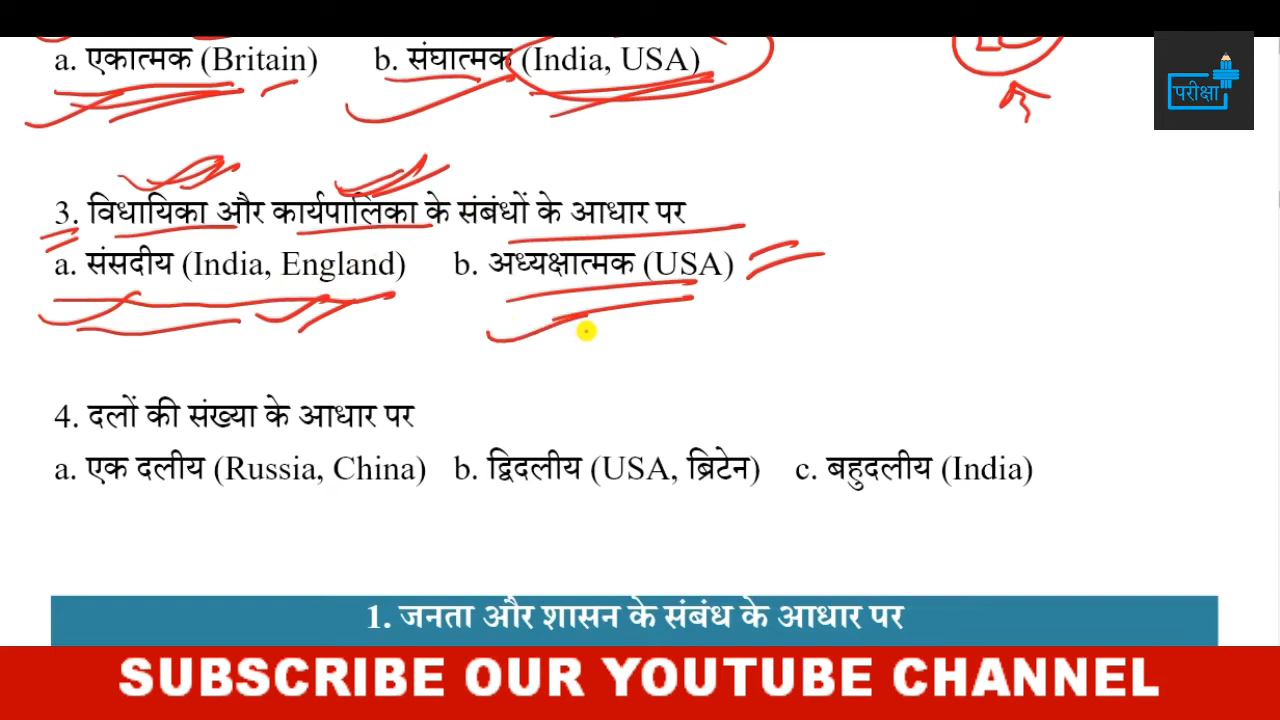 a. एकात्मक (Britain) b. संघात्मक (India, USA)
परीक्षा
3. विधायिका और कार्यपालिका के संबंधों के आधार पर
a. संसदीय (India, England) b. अध्यक्षात्मक (USA)
4. दलों की संख्या के आधार पर
a. एक दलीय (Russia, China) b. द्विदलीय (USA, ब्रिटेन) c. बहुदलीय (India)
1. जनता और शासन के संबंध के आधार पर
SUBSCRIBE OUR YOUTUBE CHANNEL